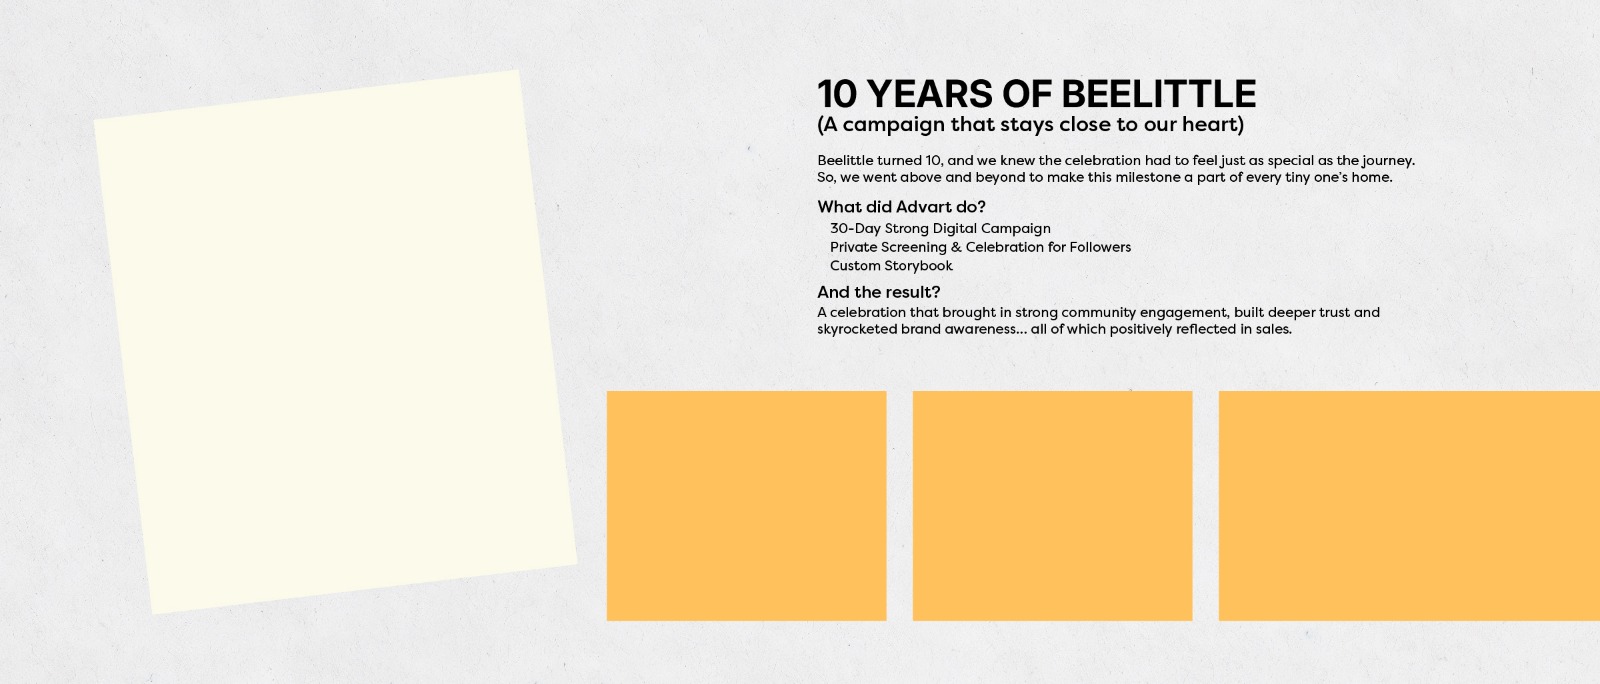 10 YEARS OF BEELITTLE
(A campaign that stays close to our heart)
Beelittle turned 10, and we knew the celebration had to feel just as special as the journey.
So, we went above and beyond to make this milestone a part of every tiny one's home.
What did Advart do?
30-Day Strong Digital Campaign
Private Screening & Celebration for Followers
Custom Storybook
And the result?
A celebration that brought in strong community engagement, built deeper trust and
skyrocketed brand awareness... all of which positively reflected in sales.